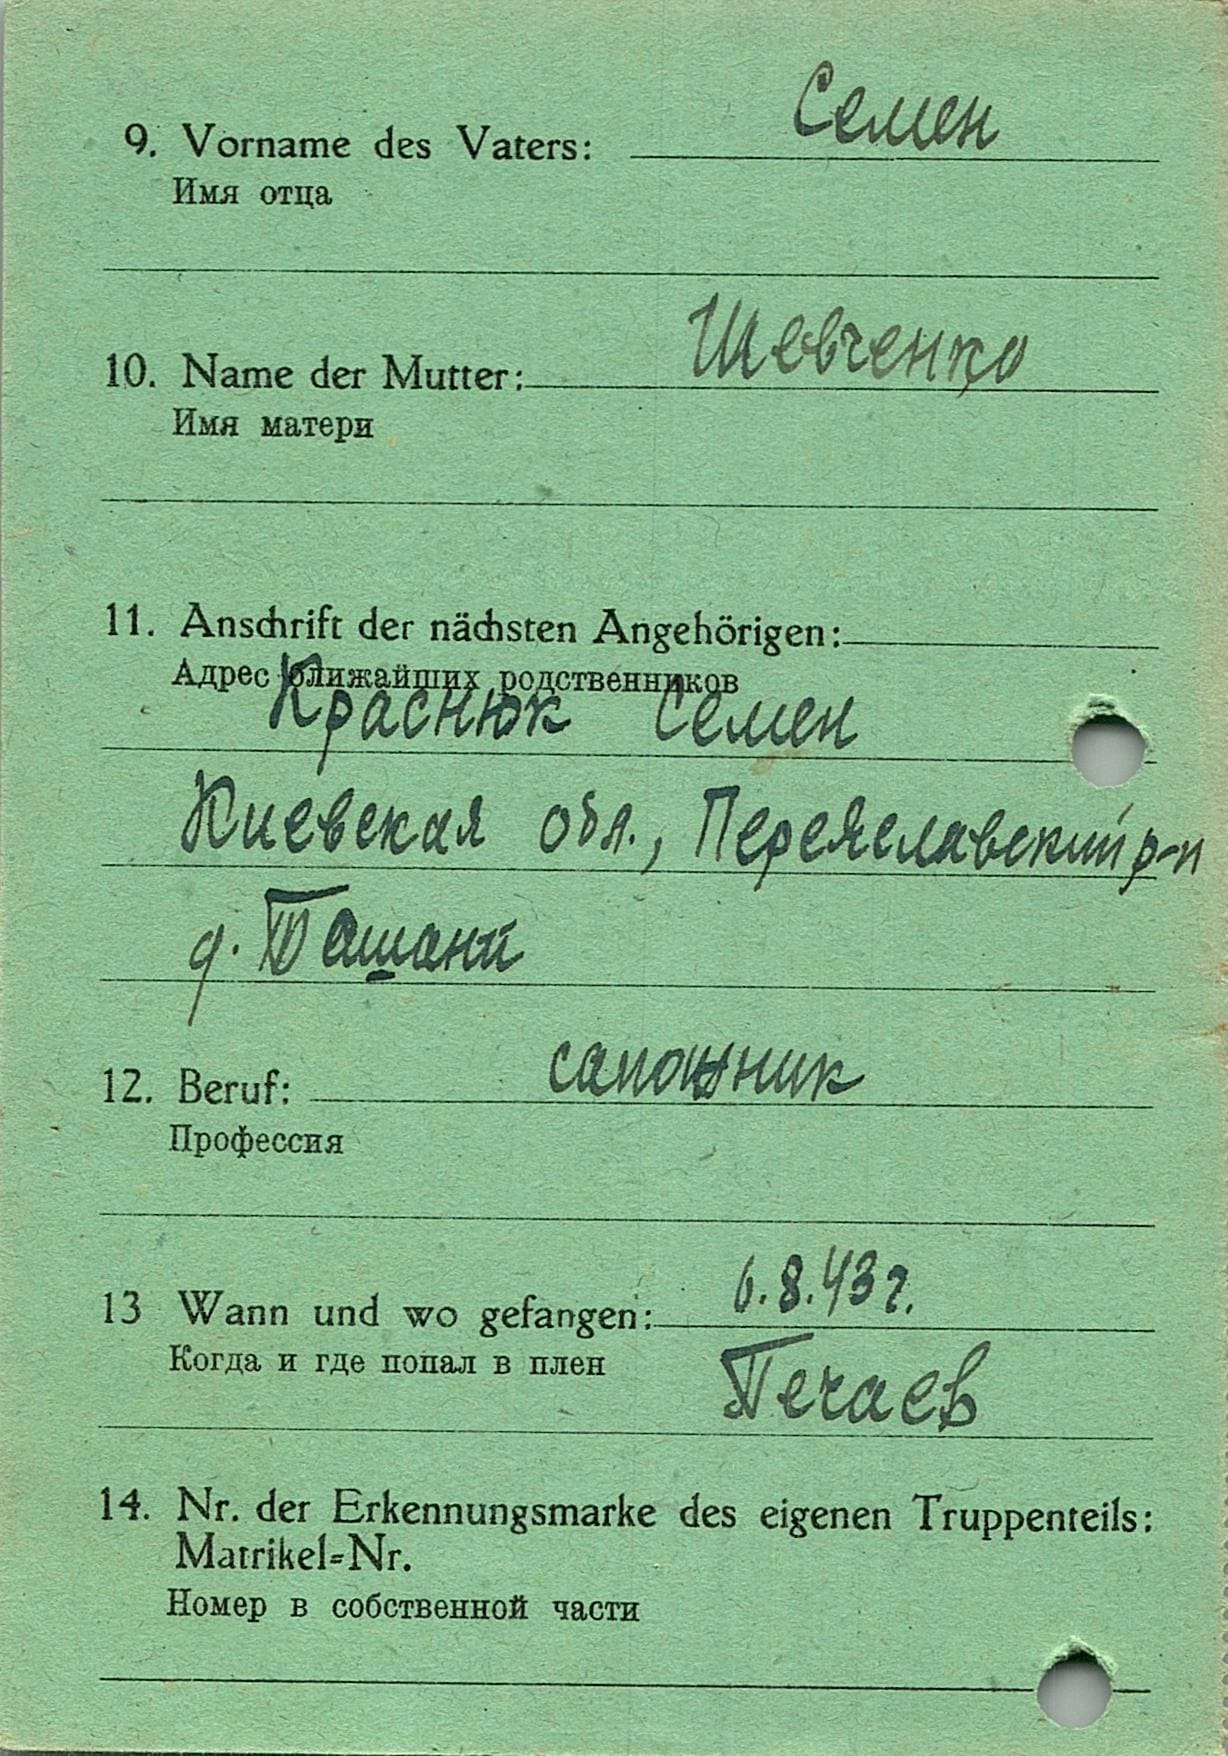 9. Vorname des Vaters: Семен
Имя отца
10. Name der Mutter: Шевченко
Имя матери
11. Anschrift der nächsten Angehörigen:
Адрес ближайших родственников
Краснюк Семен
Киевская обл., Переяславский р-н
д. Ташани
12. Beruf: сапожник
Профессия
13 Wann und wo gefangen: 6.8.43 г.
Когда и где попал в плен
Печаев
14. Nr. der Erkennungsmarke des eigenen Truppenteils:
Matrikel=Nr.
Номер в собственной части